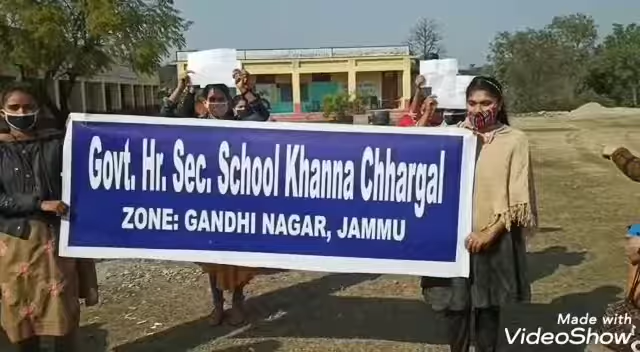 Govt. Hr. Sec. School Khanna Chhargal
ZONE: GANDHI NAGAR, JAMMU
Made with
VideoShow